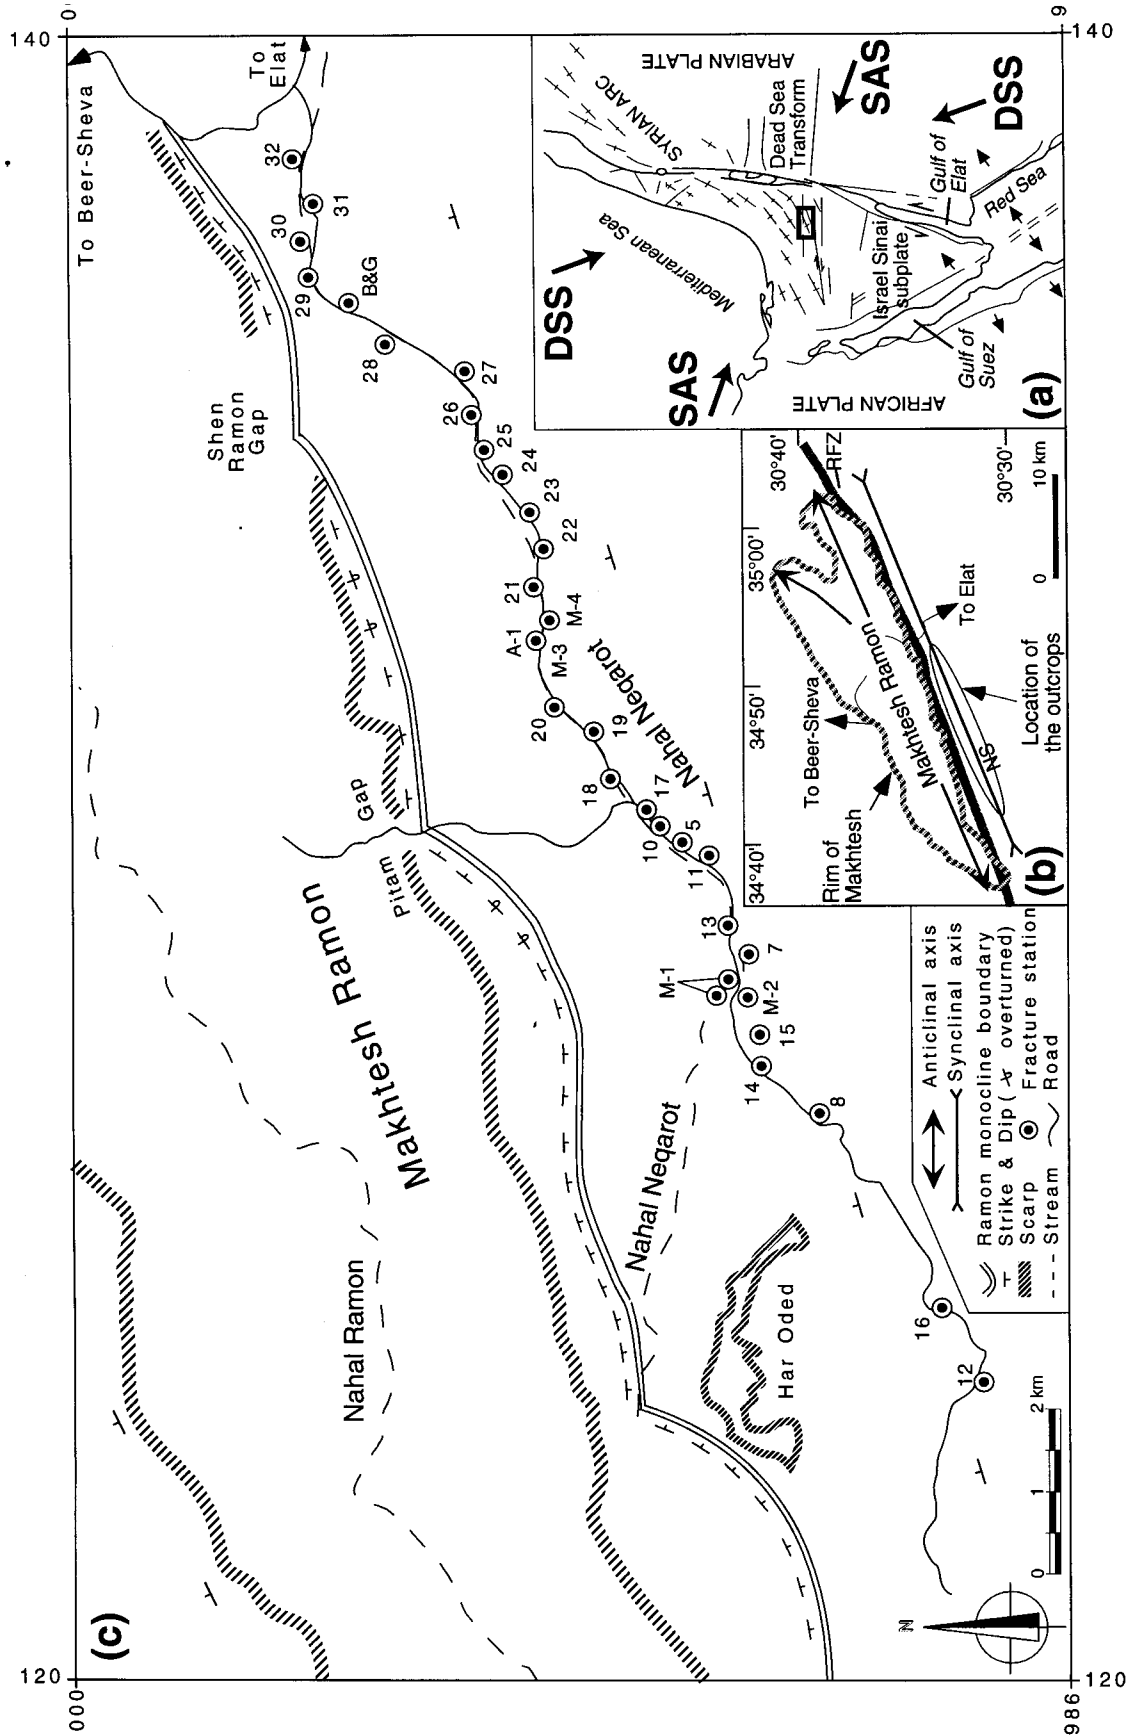 (c)
000
0
140
140
120
120
986
9
To Beer-Sheva
To
Elat
Shen
Ramon
Gap
Pitam
Gap
Makhtesh Ramon
Nahal Ramon
Nahal Neqarot
Nahal Neqarot
Har Oded
12
16
8
14
15
M-2
M-1
7
13
11
5
10
17
18
19
20
M-3
A-1
M-4
21
22
23
24
25
26
27
28
B&G
29
30
31
32
N
0
1
2 km
Anticlinal axis
Synclinal axis
Ramon monocline boundary
Strike & Dip ( overturned)
Scarp
Fracture station
Stream
Road
(b)
34°40'
34°50'
35°00'
30°40'
30°30'
Rim of
Makhtesh
To Beer-Sheva
Makhtesh Ramon
RFZ
NS
To Elat
Location of
the outcrops
0
10 km
(a)
DSS
SAS
SAS
DSS
Mediterranean Sea
SYRIAN ARC
ARABIAN PLATE
AFRICAN PLATE
Dead Sea
Transform
Israel Sinai
subplate
Gulf of
Suez
Gulf of
Elat
Red Sea